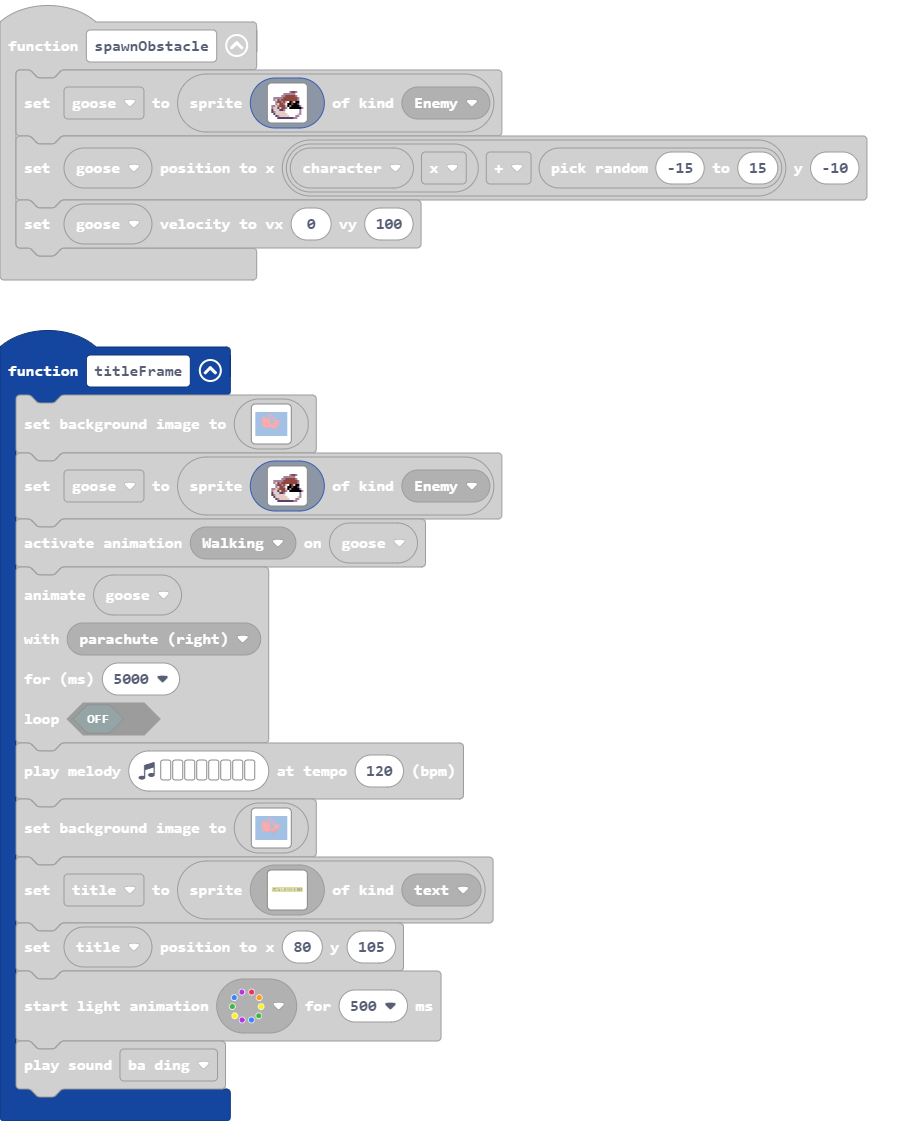 function spawnObstacle
set goose to sprite of kind Enemy
set goose position to x character x + pick random -15 to 15 y -10
set goose velocity to vx 0 vy 100
function titleFrame
set background image to
set goose to sprite of kind Enemy
activate animation Walking on goose
animate goose
with parachute (right)
for (ms) 5000
loop OFF
play melody at tempo 120 (bpm)
set background image to
set title to sprite of kind text
set title position to x 80 y 105
start light animation for 500 ms
play sound ba ding